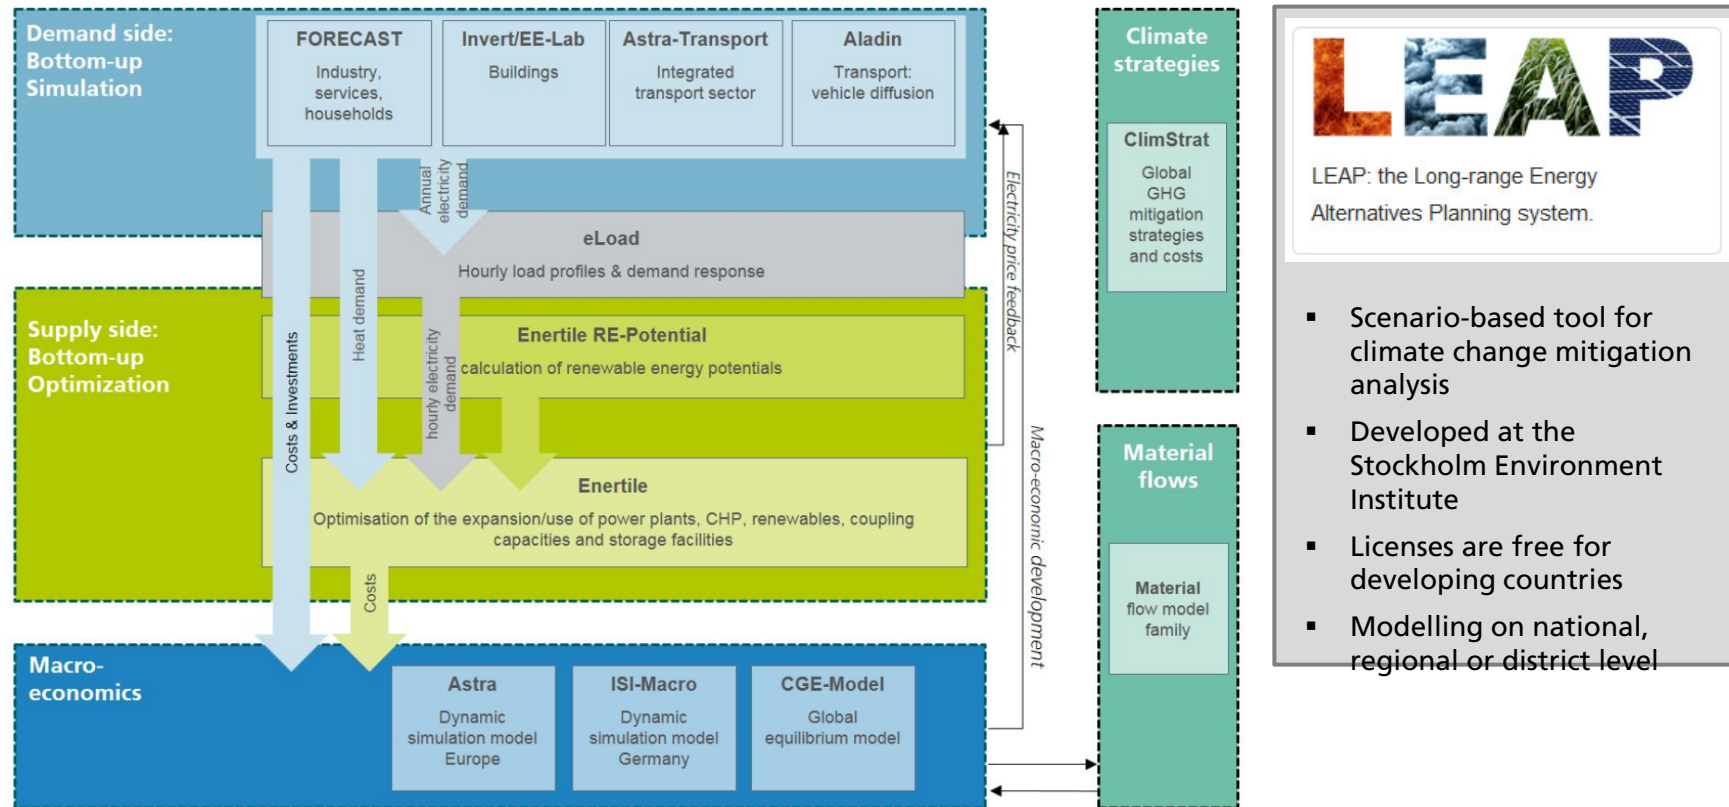 Demand side:
Bottom-up
Simulation
FORECAST
Industry,
services,
households
Invert/EE-Lab
Buildings
Astra-Transport
Integrated
transport sector
Aladin
Transport:
vehicle diffusion
Annual
electricity
demand
eLoad
Hourly load profiles & demand response
Supply side:
Bottom-up
Optimization
Costs & Investments
Heat demand
hourly electricity
demand
Enertile RE-Potential
calculation of renewable energy potentials
Enertile
Optimisation of the expansion/use of power plants, CHP, renewables, coupling
capacities and storage facilities
Costs
Electricity price feedback
Macro-economic development
Macro-
economics
Astra
Dynamic
simulation model
Europe
ISI-Macro
Dynamic
simulation model
Germany
CGE-Model
Global
equilibrium model
Climate
strategies
ClimStrat
Global
GHG
mitigation
strategies
and costs
Material
flows
Material
flow model
family
LEAP
LEAP: the Long-range Energy
Alternatives Planning system.
▪ Scenario-based tool for
climate change mitigation
analysis
▪ Developed at the
Stockholm Environment
Institute
▪ Licenses are free for
developing countries
▪ Modelling on national,
regional or district level